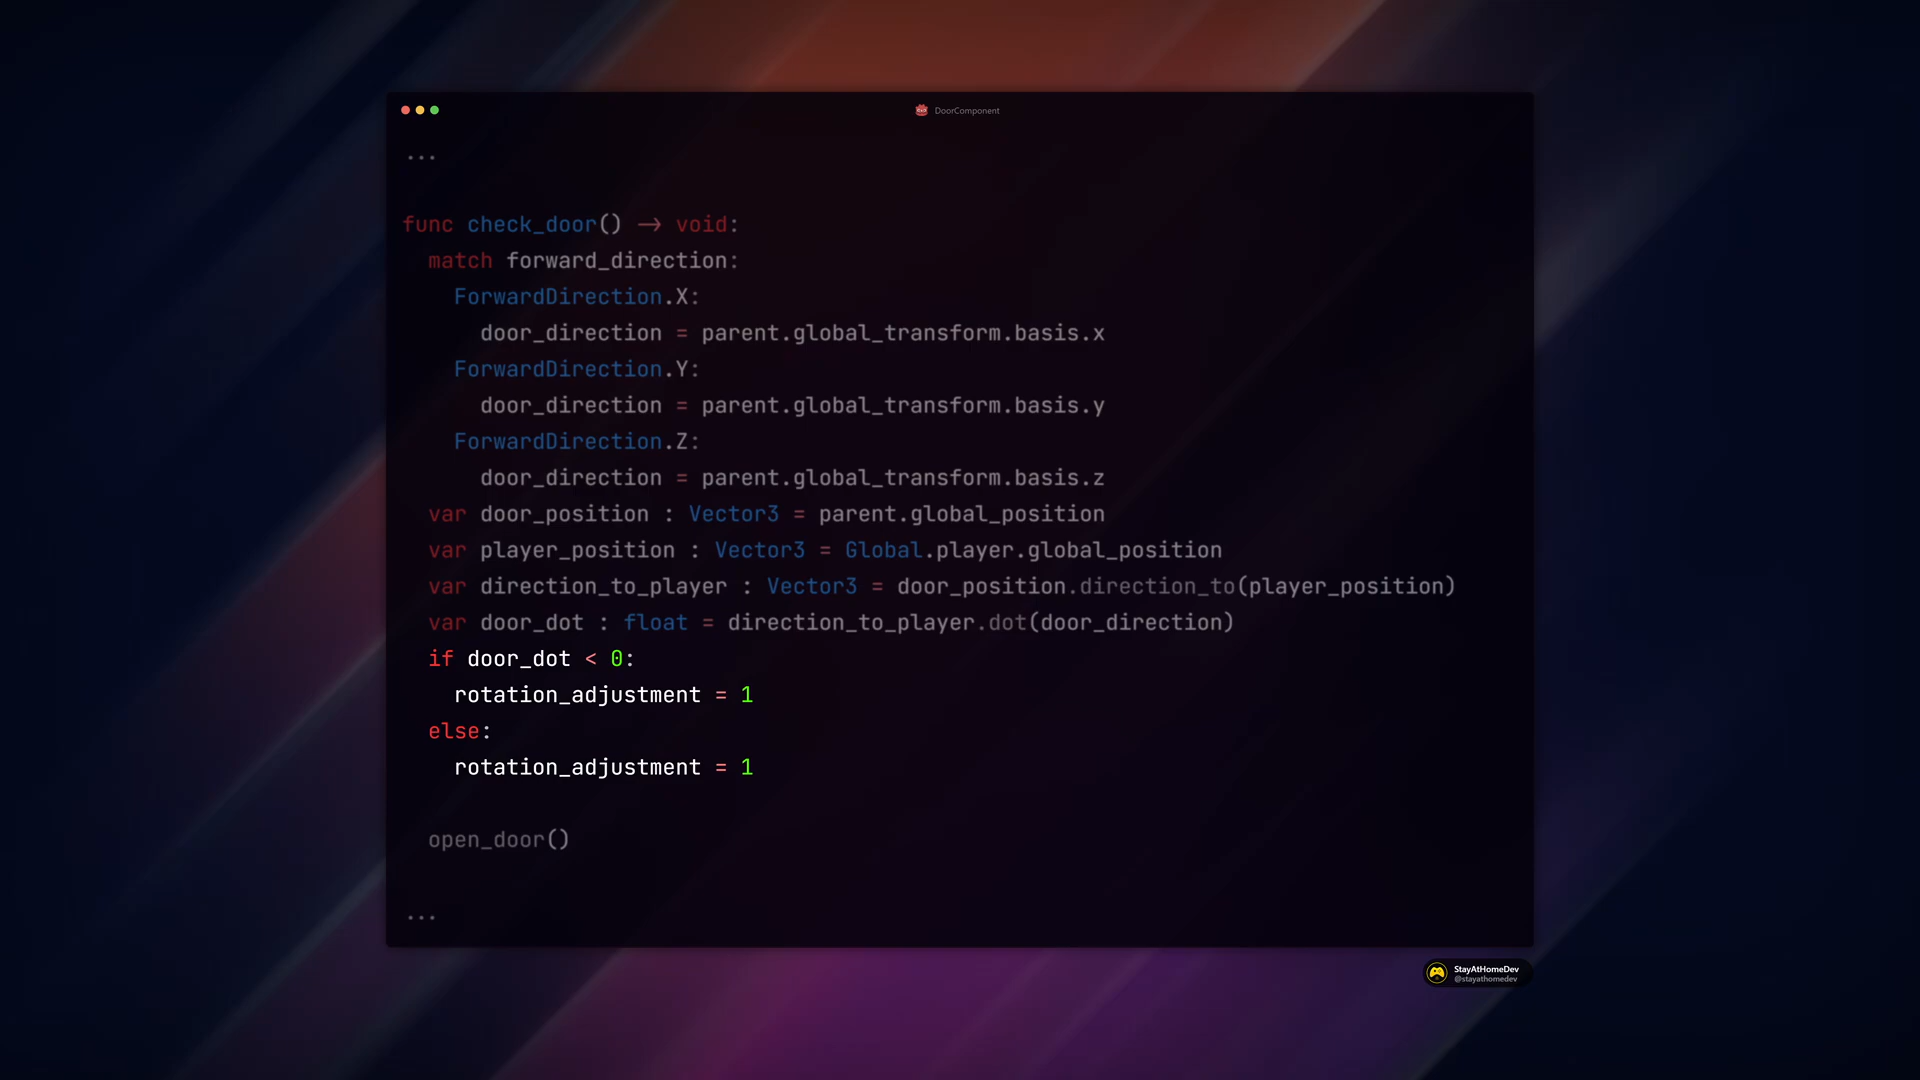 DoorComponent
...
func check_door() -> void:
match forward_direction:
ForwardDirection.X:
door_direction = parent.global_transform.basis.x
ForwardDirection.Y:
door_direction = parent.global_transform.basis.y
ForwardDirection.Z:
door_direction = parent.global_transform.basis.z
var door_position : Vector3 = parent.global_position
var player_position : Vector3 = Global.player.global_position
var direction_to_player : Vector3 = door_position.direction_to(player_position)
var door_dot : float = direction_to_player.dot(door_direction)
if door_dot < 0:
rotation_adjustment = 1
else:
rotation_adjustment = 1
open_door()
...
StayAtHomeDev
@stayathomedev